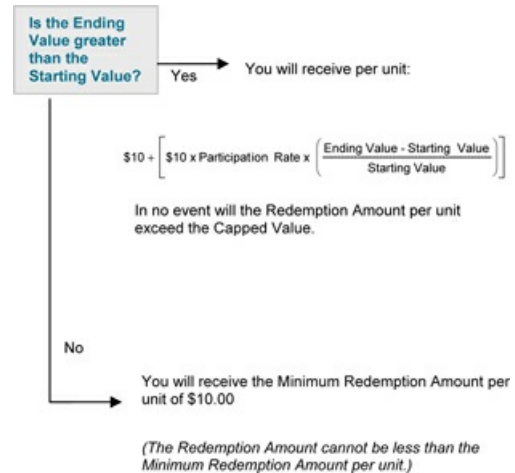 Is the Ending
Value greater
than the
Starting Value?
Yes
You will receive per unit:
$10 + [$10 x Participation Rate x (Ending Value - Starting Value / Starting Value)]
In no event will the Redemption Amount per unit
exceed the Capped Value.
No
You will receive the Minimum Redemption Amount per
unit of $10.00
(The Redemption Amount cannot be less than the
Minimum Redemption Amount per unit.)